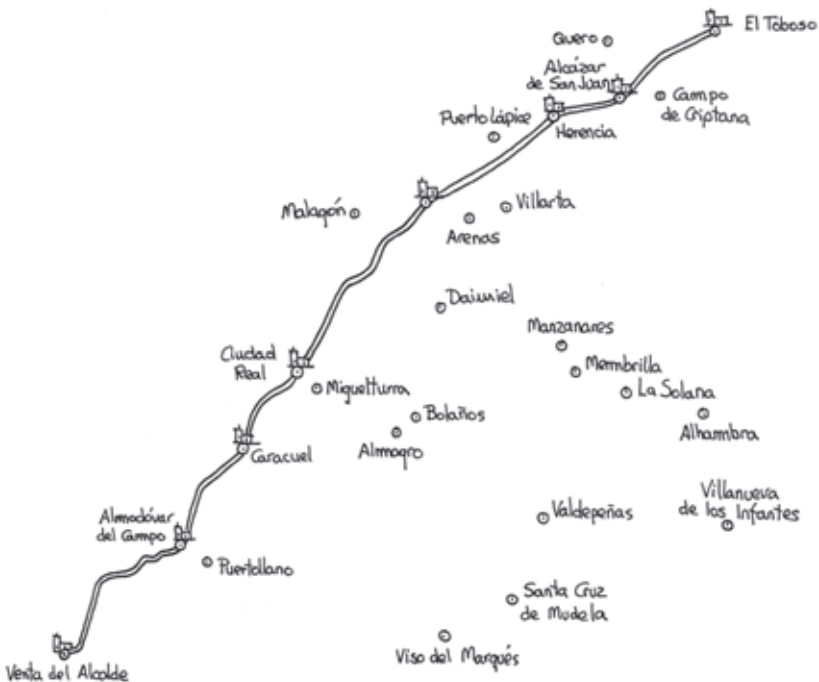 El Toboso
Quero
Alcázar
de San Juan
Campo
de Criptana
Puerto Lápice
Herencia
Malagón
Villarta
Arenas
Daimiel
Manzanares
Membrilla
La Solana
Alhambra
Ciudad
Real
Miguelturra
Bolaños
Almagro
Caracuel
Villanueva
de los Infantes
Valdepeñas
Almodóvar
del Campo
Puertollano
Santa Cruz
de Mudela
Viso del Marqués
Venta del Alcalde